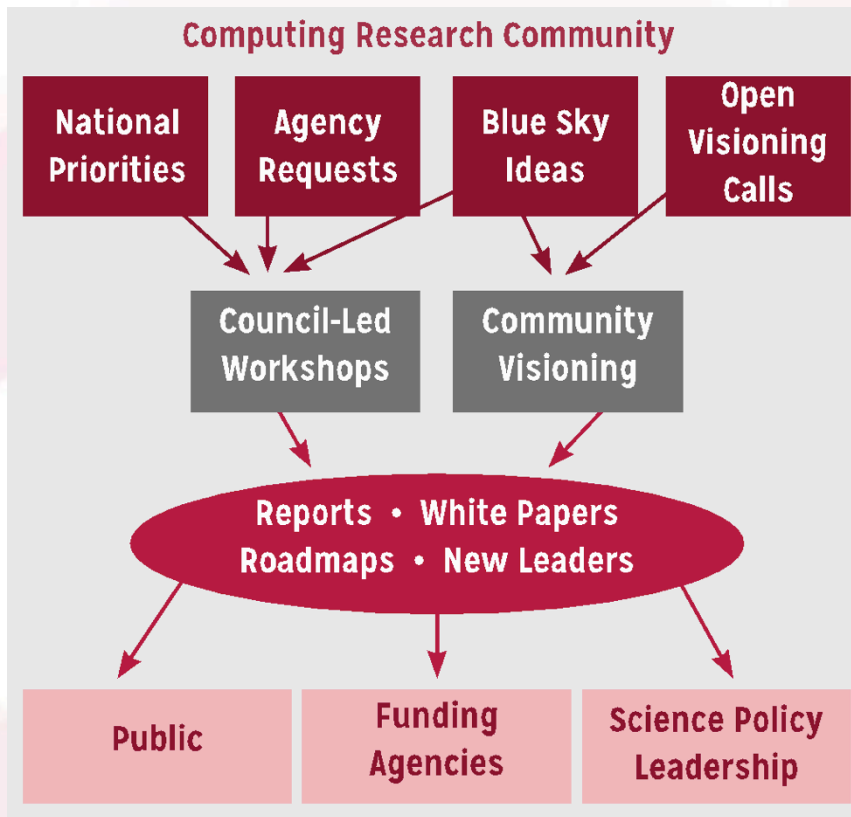 Computing Research Community
National
Priorities
Agency
Requests
Blue Sky
Ideas
Open
Visioning
Calls
Council-Led
Workshops
Community
Visioning
Reports • White Papers
Roadmaps • New Leaders
Public
Funding
Agencies
Science Policy
Leadership